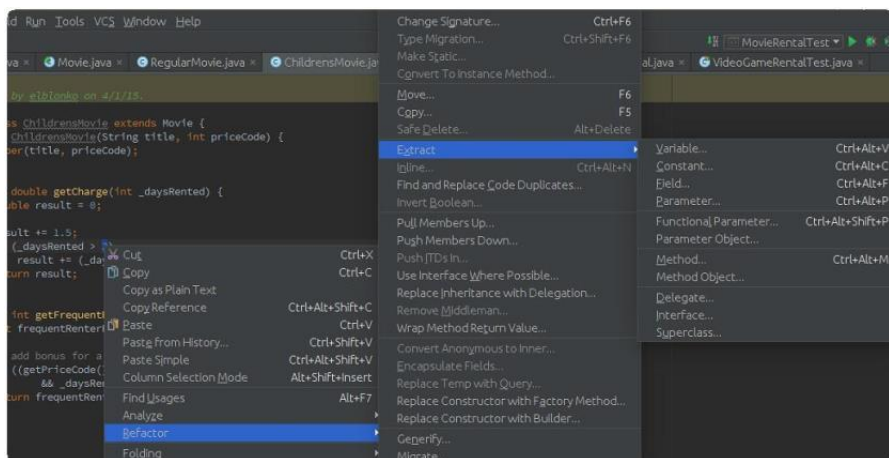 ld Run Tools VCS Window Help
MovieRentalTest
va Movie.java RegularMovie.java ChildrensMovie.ja al.java VideoGameRentalTest.java
by elblonko on 4/1/15.
ss ChildrensMovie extends Movie {
ChildrensMovie(String title, int priceCode) {
per(title, priceCode);
double getCharge(int _daysRented) {
uble result = 0;
sult += 1.5;
(_daysRented >
result += (_da
turn result;
int getFrequent
t frequentRenter
add bonus for a
((getPriceCode(
&& _daysRe
turn frequentRen
Cut Ctrl+X
Copy Ctrl+C
Copy as Plain Text
Copy Reference Ctrl+Alt+Shift+C
Paste Ctrl+V
Paste from History... Ctrl+Shift+V
Paste Simple Ctrl+Alt+Shift+V
Column Selection Mode Alt+Shift+Insert
Find Usages Alt+F7
Analyze
Refactor
Folding
Change Signature... Ctrl+F6
Type Migration... Ctrl+Shift+F6
Make Static...
Convert To Instance Method...
Move... F6
Copy... F5
Safe Delete... Alt+Delete
Extract
Inline... Ctrl+Alt+N
Find and Replace Code Duplicates...
Invert Boolean...
Pull Members Up...
Push Members Down...
Push ITDs In...
Use Interface Where Possible...
Replace Inheritance with Delegation...
Remove Middleman...
Wrap Method Return Value...
Convert Anonymous to Inner...
Encapsulate Fields...
Replace Temp with Query...
Replace Constructor with Factory Method...
Replace Constructor with Builder...
Generify...
Migrate
Variable... Ctrl+Alt+V
Constant... Ctrl+Alt+C
Field... Ctrl+Alt+F
Parameter... Ctrl+Alt+P
Functional Parameter... Ctrl+Alt+Shift+P
Parameter Object...
Method... Ctrl+Alt+M
Method Object...
Delegate...
Interface...
Superclass...